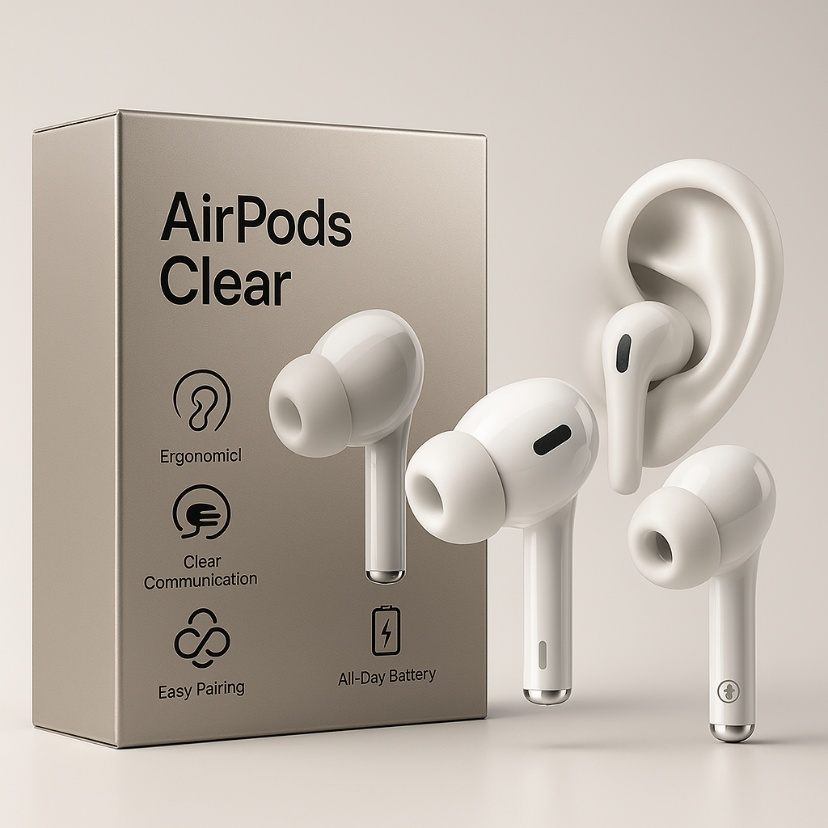 AirPods
Clear
Ergonomicl
Clear
Communication
Easy Pairing
All-Day Battery